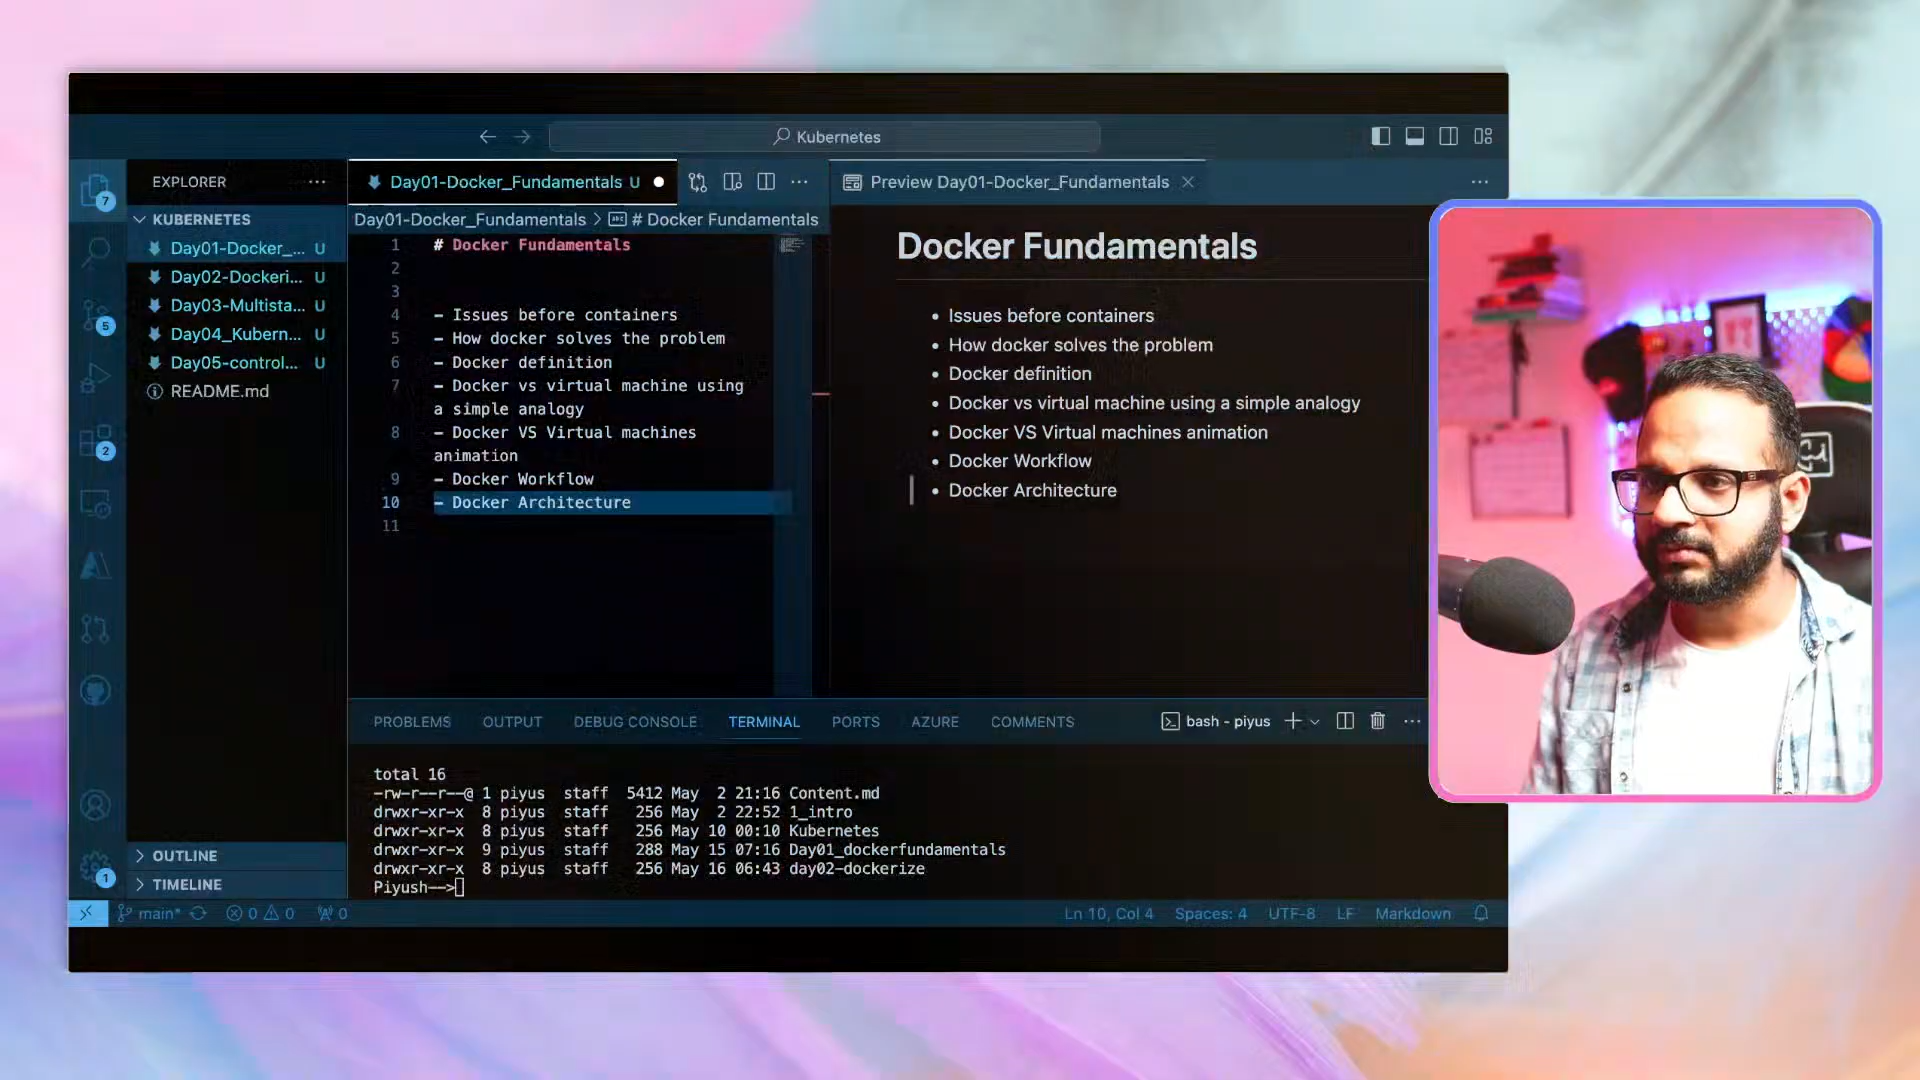 Kubernetes
EXPLORER
KUBERNETES
Day01-Docker_... U
Day02-Dockeri... U
Day03-Multista... U
Day04_Kubern... U
Day05-control... U
README.md
OUTLINE
TIMELINE
7
5
2
1
Day01-Docker_Fundamentals U
Day01-Docker_Fundamentals > # Docker Fundamentals
1 # Docker Fundamentals
2
3
4 - Issues before containers
5 - How docker solves the problem
6 - Docker definition
7 - Docker vs virtual machine using
a simple analogy
8 - Docker VS Virtual machines
animation
9 - Docker Workflow
10 - Docker Architecture
11
Preview Day01-Docker_Fundamentals
Docker Fundamentals
• Issues before containers
• How docker solves the problem
• Docker definition
• Docker vs virtual machine using a simple analogy
• Docker VS Virtual machines animation
• Docker Workflow
• Docker Architecture
PROBLEMS OUTPUT DEBUG CONSOLE TERMINAL PORTS AZURE COMMENTS bash - piyus
total 16
-rw-r--r--@ 1 piyus staff 5412 May 2 21:16 Content.md
drwxr-xr-x 8 piyus staff 256 May 2 22:52 1_intro
drwxr-xr-x 8 piyus staff 256 May 10 00:10 Kubernetes
drwxr-xr-x 9 piyus staff 288 May 15 07:16 Day01_dockerfundamentals
drwxr-xr-x 8 piyus staff 256 May 16 06:43 day02-dockerize
Piyush-->
main* 0 0 0 Ln 10, Col 4 Spaces: 4 UTF-8 LF Markdown